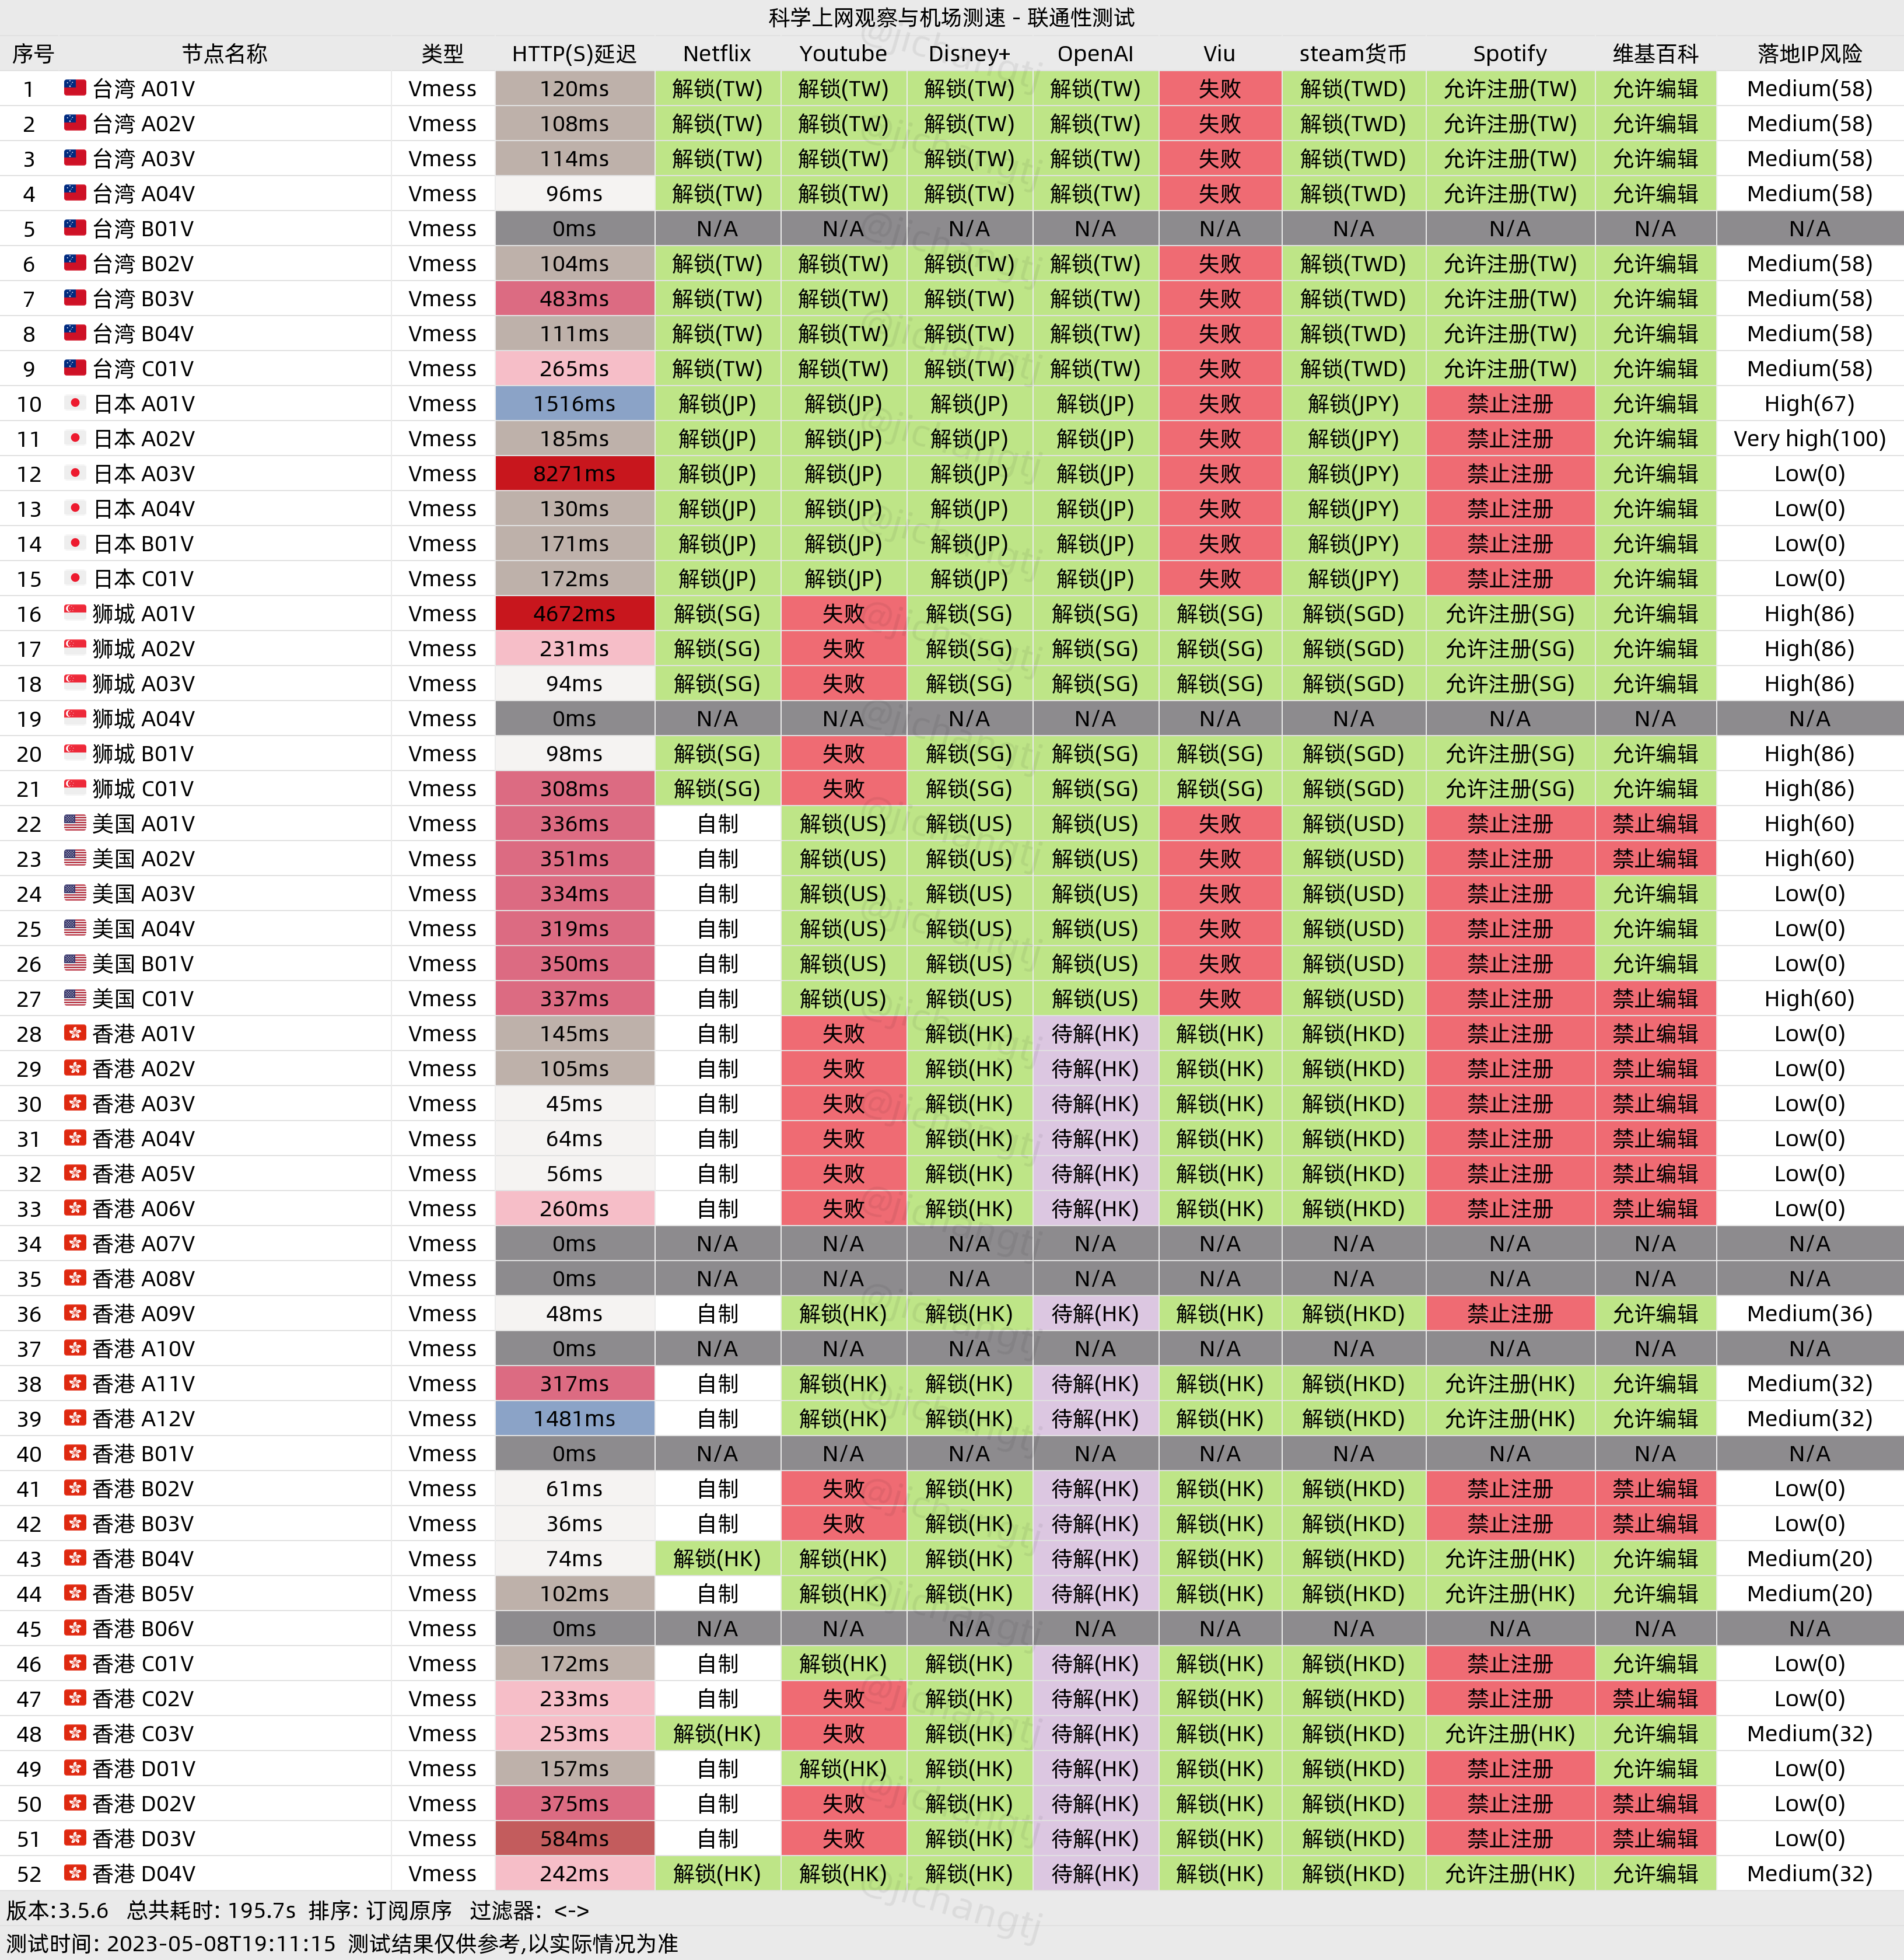 科学上网观察与机场测速 - 联通性测试
序号 节点名称 类型 HTTP(S)延迟 Netflix Youtube Disney+ OpenAI Viu steam货币 Spotify 维基百科 落地IP风险
1 台湾 A01V Vmess 120ms 解锁(TW) 解锁(TW) 解锁(TW) 解锁(TW) 失败 解锁(TWD) 允许注册(TW) 允许编辑 Medium(58)
2 台湾 A02V Vmess 108ms 解锁(TW) 解锁(TW) 解锁(TW) 解锁(TW) 失败 解锁(TWD) 允许注册(TW) 允许编辑 Medium(58)
3 台湾 A03V Vmess 114ms 解锁(TW) 解锁(TW) 解锁(TW) 解锁(TW) 失败 解锁(TWD) 允许注册(TW) 允许编辑 Medium(58)
4 台湾 A04V Vmess 96ms 解锁(TW) 解锁(TW) 解锁(TW) 解锁(TW) 失败 解锁(TWD) 允许注册(TW) 允许编辑 Medium(58)
5 台湾 B01V Vmess 0ms N/A N/A N/A N/A N/A N/A N/A N/A N/A
6 台湾 B02V Vmess 104ms 解锁(TW) 解锁(TW) 解锁(TW) 解锁(TW) 失败 解锁(TWD) 允许注册(TW) 允许编辑 Medium(58)
7 台湾 B03V Vmess 483ms 解锁(TW) 解锁(TW) 解锁(TW) 解锁(TW) 失败 解锁(TWD) 允许注册(TW) 允许编辑 Medium(58)
8 台湾 B04V Vmess 111ms 解锁(TW) 解锁(TW) 解锁(TW) 解锁(TW) 失败 解锁(TWD) 允许注册(TW) 允许编辑 Medium(58)
9 台湾 C01V Vmess 265ms 解锁(TW) 解锁(TW) 解锁(TW) 解锁(TW) 失败 解锁(TWD) 允许注册(TW) 允许编辑 Medium(58)
10 日本 A01V Vmess 1516ms 解锁(JP) 解锁(JP) 解锁(JP) 解锁(JP) 失败 解锁(JPY) 禁止注册 允许编辑 High(67)
11 日本 A02V Vmess 185ms 解锁(JP) 解锁(JP) 解锁(JP) 解锁(JP) 失败 解锁(JPY) 禁止注册 允许编辑 Very high(100)
12 日本 A03V Vmess 8271ms 解锁(JP) 解锁(JP) 解锁(JP) 解锁(JP) 失败 解锁(JPY) 禁止注册 允许编辑 Low(0)
13 日本 A04V Vmess 130ms 解锁(JP) 解锁(JP) 解锁(JP) 解锁(JP) 失败 解锁(JPY) 禁止注册 允许编辑 Low(0)
14 日本 B01V Vmess 171ms 解锁(JP) 解锁(JP) 解锁(JP) 解锁(JP) 失败 解锁(JPY) 禁止注册 允许编辑 Low(0)
15 日本 C01V Vmess 172ms 解锁(JP) 解锁(JP) 解锁(JP) 解锁(JP) 失败 解锁(JPY) 禁止注册 允许编辑 Low(0)
16 狮城 A01V Vmess 4672ms 解锁(SG) 失败 解锁(SG) 解锁(SG) 解锁(SG) 解锁(SGD) 允许注册(SG) 允许编辑 High(86)
17 狮城 A02V Vmess 231ms 解锁(SG) 失败 解锁(SG) 解锁(SG) 解锁(SG) 解锁(SGD) 允许注册(SG) 允许编辑 High(86)
18 狮城 A03V Vmess 94ms 解锁(SG) 失败 解锁(SG) 解锁(SG) 解锁(SG) 解锁(SGD) 允许注册(SG) 允许编辑 High(86)
19 狮城 A04V Vmess 0ms N/A N/A N/A N/A N/A N/A N/A N/A N/A
20 狮城 B01V Vmess 98ms 解锁(SG) 失败 解锁(SG) 解锁(SG) 解锁(SG) 解锁(SGD) 允许注册(SG) 允许编辑 High(86)
21 狮城 C01V Vmess 308ms 解锁(SG) 失败 解锁(SG) 解锁(SG) 解锁(SG) 解锁(SGD) 允许注册(SG) 允许编辑 High(86)
22 美国 A01V Vmess 336ms 自制 解锁(US) 解锁(US) 解锁(US) 失败 解锁(USD) 禁止注册 禁止编辑 High(60)
23 美国 A02V Vmess 351ms 自制 解锁(US) 解锁(US) 解锁(US) 失败 解锁(USD) 禁止注册 禁止编辑 High(60)
24 美国 A03V Vmess 334ms 自制 解锁(US) 解锁(US) 解锁(US) 失败 解锁(USD) 禁止注册 允许编辑 Low(0)
25 美国 A04V Vmess 319ms 自制 解锁(US) 解锁(US) 解锁(US) 失败 解锁(USD) 禁止注册 允许编辑 Low(0)
26 美国 B01V Vmess 350ms 自制 解锁(US) 解锁(US) 解锁(US) 失败 解锁(USD) 禁止注册 允许编辑 Low(0)
27 美国 C01V Vmess 337ms 自制 解锁(US) 解锁(US) 解锁(US) 失败 解锁(USD) 禁止注册 禁止编辑 High(60)
28 香港 A01V Vmess 145ms 自制 失败 解锁(HK) 待解(HK) 解锁(HK) 解锁(HKD) 禁止注册 禁止编辑 Low(0)
29 香港 A02V Vmess 105ms 自制 失败 解锁(HK) 待解(HK) 解锁(HK) 解锁(HKD) 禁止注册 禁止编辑 Low(0)
30 香港 A03V Vmess 45ms 自制 失败 解锁(HK) 待解(HK) 解锁(HK) 解锁(HKD) 禁止注册 禁止编辑 Low(0)
31 香港 A04V Vmess 64ms 自制 失败 解锁(HK) 待解(HK) 解锁(HK) 解锁(HKD) 禁止注册 禁止编辑 Low(0)
32 香港 A05V Vmess 56ms 自制 失败 解锁(HK) 待解(HK) 解锁(HK) 解锁(HKD) 禁止注册 禁止编辑 Low(0)
33 香港 A06V Vmess 260ms 自制 失败 解锁(HK) 待解(HK) 解锁(HK) 解锁(HKD) 禁止注册 禁止编辑 Low(0)
34 香港 A07V Vmess 0ms N/A N/A N/A N/A N/A N/A N/A N/A N/A
35 香港 A08V Vmess 0ms N/A N/A N/A N/A N/A N/A N/A N/A N/A
36 香港 A09V Vmess 48ms 自制 解锁(HK) 解锁(HK) 待解(HK) 解锁(HK) 解锁(HKD) 禁止注册 允许编辑 Medium(36)
37 香港 A10V Vmess 0ms N/A N/A N/A N/A N/A N/A N/A N/A N/A
38 香港 A11V Vmess 317ms 自制 解锁(HK) 解锁(HK) 待解(HK) 解锁(HK) 解锁(HKD) 允许注册(HK) 允许编辑 Medium(32)
39 香港 A12V Vmess 1481ms 自制 解锁(HK) 解锁(HK) 待解(HK) 解锁(HK) 解锁(HKD) 允许注册(HK) 允许编辑 Medium(32)
40 香港 B01V Vmess 0ms N/A N/A N/A N/A N/A N/A N/A N/A N/A
41 香港 B02V Vmess 61ms 自制 失败 解锁(HK) 待解(HK) 解锁(HK) 解锁(HKD) 禁止注册 禁止编辑 Low(0)
42 香港 B03V Vmess 36ms 自制 失败 解锁(HK) 待解(HK) 解锁(HK) 解锁(HKD) 禁止注册 禁止编辑 Low(0)
43 香港 B04V Vmess 74ms 解锁(HK) 解锁(HK) 解锁(HK) 待解(HK) 解锁(HK) 解锁(HKD) 允许注册(HK) 允许编辑 Medium(20)
44 香港 B05V Vmess 102ms 自制 解锁(HK) 解锁(HK) 待解(HK) 解锁(HK) 解锁(HKD) 允许注册(HK) 允许编辑 Medium(20)
45 香港 B06V Vmess 0ms N/A N/A N/A N/A N/A N/A N/A N/A N/A
46 香港 C01V Vmess 172ms 自制 解锁(HK) 解锁(HK) 待解(HK) 解锁(HK) 解锁(HKD) 禁止注册 允许编辑 Low(0)
47 香港 C02V Vmess 233ms 自制 失败 解锁(HK) 待解(HK) 解锁(HK) 解锁(HKD) 禁止注册 禁止编辑 Low(0)
48 香港 C03V Vmess 253ms 解锁(HK) 失败 解锁(HK) 待解(HK) 解锁(HK) 解锁(HKD) 允许注册(HK) 允许编辑 Medium(32)
49 香港 D01V Vmess 157ms 自制 解锁(HK) 解锁(HK) 待解(HK) 解锁(HK) 解锁(HKD) 禁止注册 允许编辑 Low(0)
50 香港 D02V Vmess 375ms 自制 失败 解锁(HK) 待解(HK) 解锁(HK) 解锁(HKD) 禁止注册 禁止编辑 Low(0)
51 香港 D03V Vmess 584ms 自制 失败 解锁(HK) 待解(HK) 解锁(HK) 解锁(HKD) 禁止注册 禁止编辑 Low(0)
52 香港 D04V Vmess 242ms 解锁(HK) 解锁(HK) 解锁(HK) 待解(HK) 解锁(HK) 解锁(HKD) 允许注册(HK) 允许编辑 Medium(32)
版本:3.5.6 总共耗时: 195.7s 排序: 订阅原序 过滤器: <->
测试时间: 2023-05-08T19:11:15 测试结果仅供参考,以实际情况为准
@jichangtj